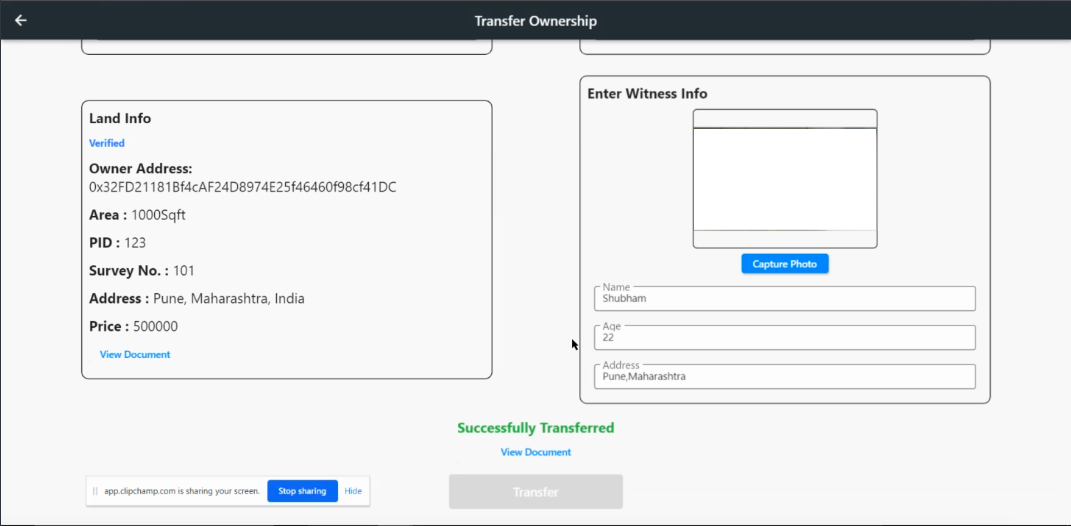 Transfer Ownership
Land Info
Verified
Owner Address:
0x32FD21181Bf4cAF24D8974E25f46460f98cf41DC
Area : 1000Sqft
PID : 123
Survey No. : 101
Address : Pune, Maharashtra, India
Price : 500000
View Document
Enter Witness Info
Capture Photo
Name
Shubham
Age
22
Address
Pune,Maharashtra
Successfully Transferred
View Document
app.clipchamp.com is sharing your screen. Stop sharing Hide
Transfer